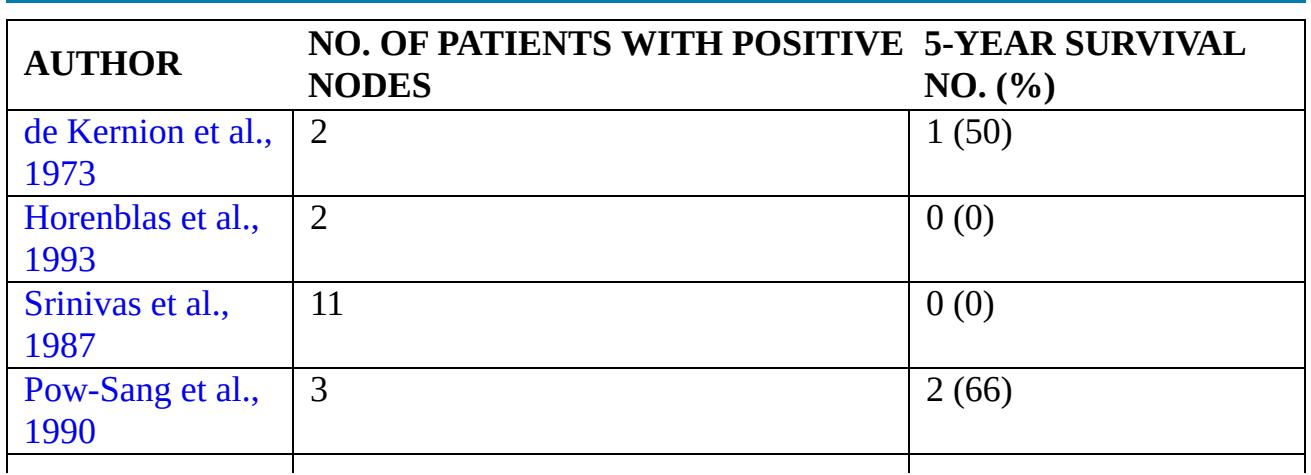 AUTHOR
NO. OF PATIENTS WITH POSITIVE
NODES
5-YEAR SURVIVAL
NO. (%)
de Kernion et al.,
1973
2
1 (50)
Horenblas et al.,
1993
2
0 (0)
Srinivas et al.,
1987
11
0 (0)
Pow-Sang et al.,
1990
3
2 (66)